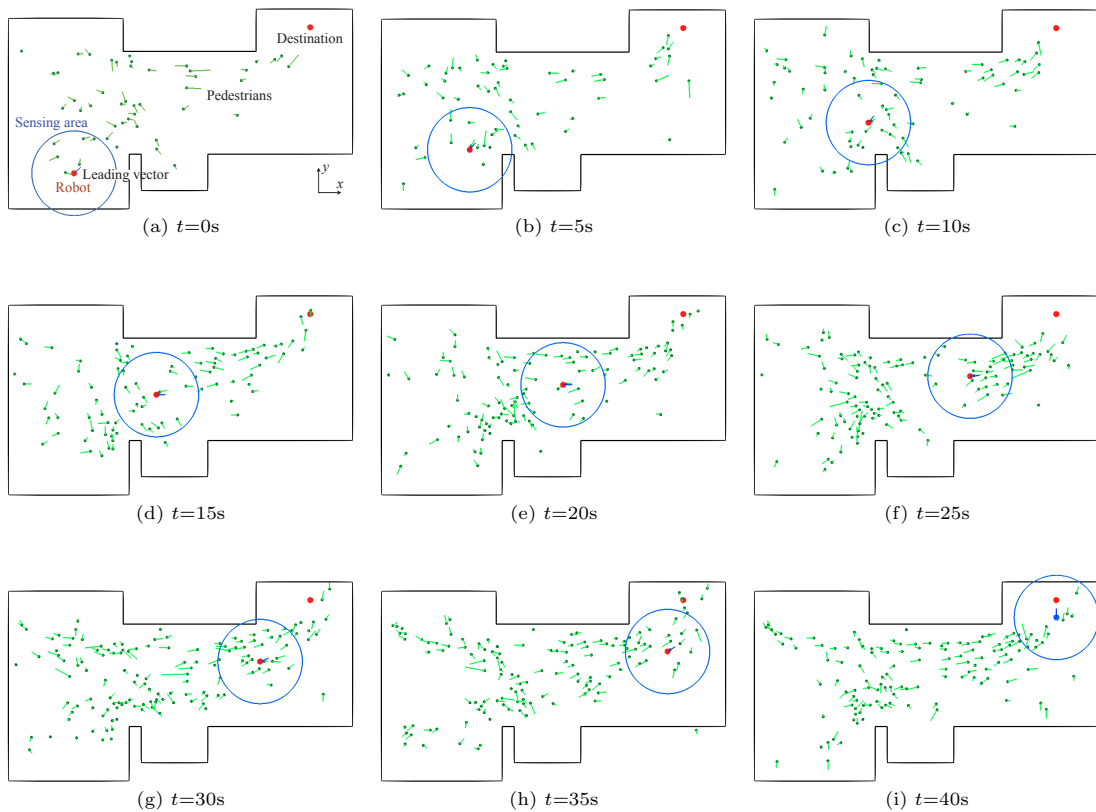 Destination
Pedestrians
Sensing area
Leading vector
Robot
y
x
(a) t=0s
(b) t=5s
(c) t=10s
(d) t=15s
(e) t=20s
(f) t=25s
(g) t=30s
(h) t=35s
(i) t=40s